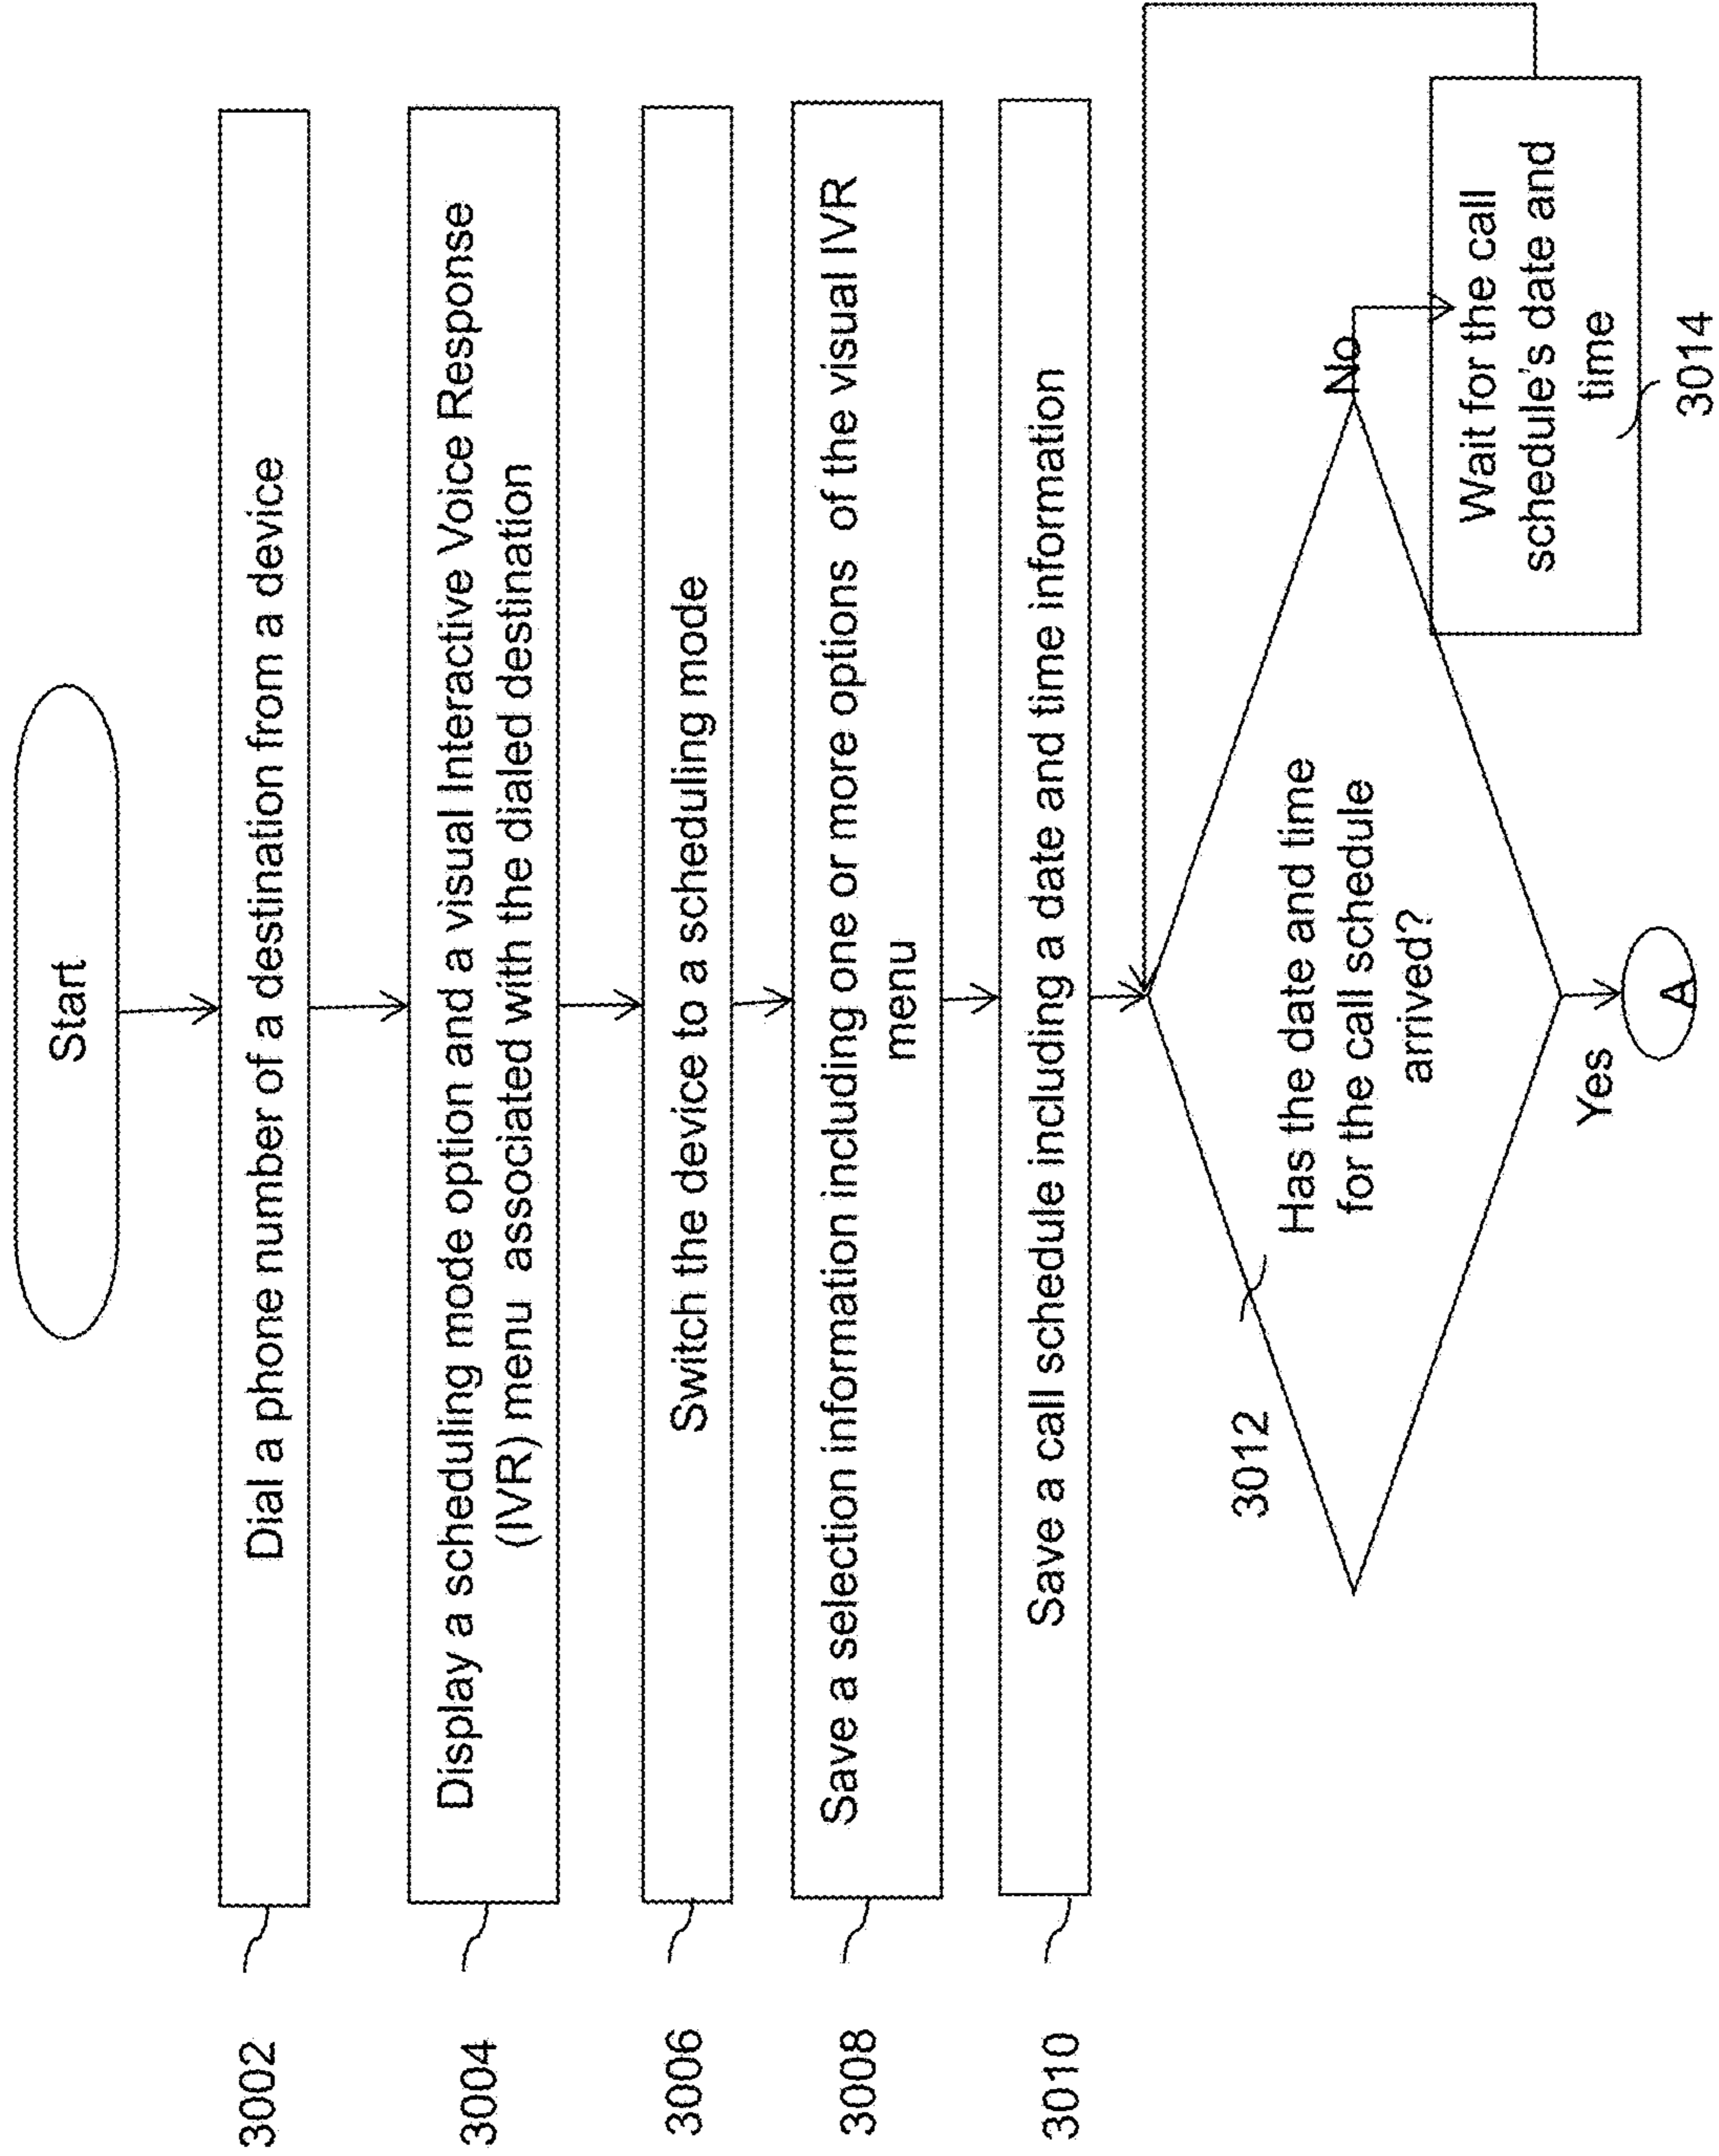 Start
3002
Dial a phone number of a destination from a device
3004
Display a scheduling mode option and a visual Interactive Voice Response
(IVR) menu associated with the dialed destination
3006
Switch the device to a scheduling mode
3008
Save a selection information including one or more options of the visual IVR
menu
3010
Save a call schedule including a date and time information
3012
Has the date and time
for the call schedule
arrived?
No
Wait for the call
schedule's date and
time
3014
Yes
A